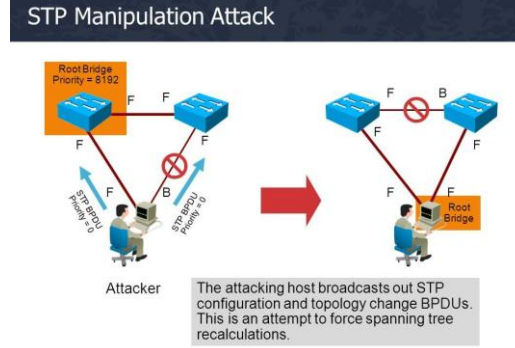 STP Manipulation Attack
Root Bridge
Priority = 8192
F
F
F
F
STP BPDU
Priority = 0
F
B
STP BPDU
Priority = 0
Attacker
F
B
F
F
F
F
Root
Bridge
The attacking host broadcasts out STP
configuration and topology change BPDUs.
This is an attempt to force spanning tree
recalculations.